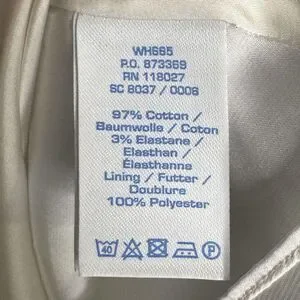 WH665
P.O. 873369
RN 118027
SC 8037 / 0006
97% Cotton /
Baumwolle / Coton
3% Elastane /
Elasthan /
Élasthanne
Lining / Futter /
Doublure
100% Polyester
40 P